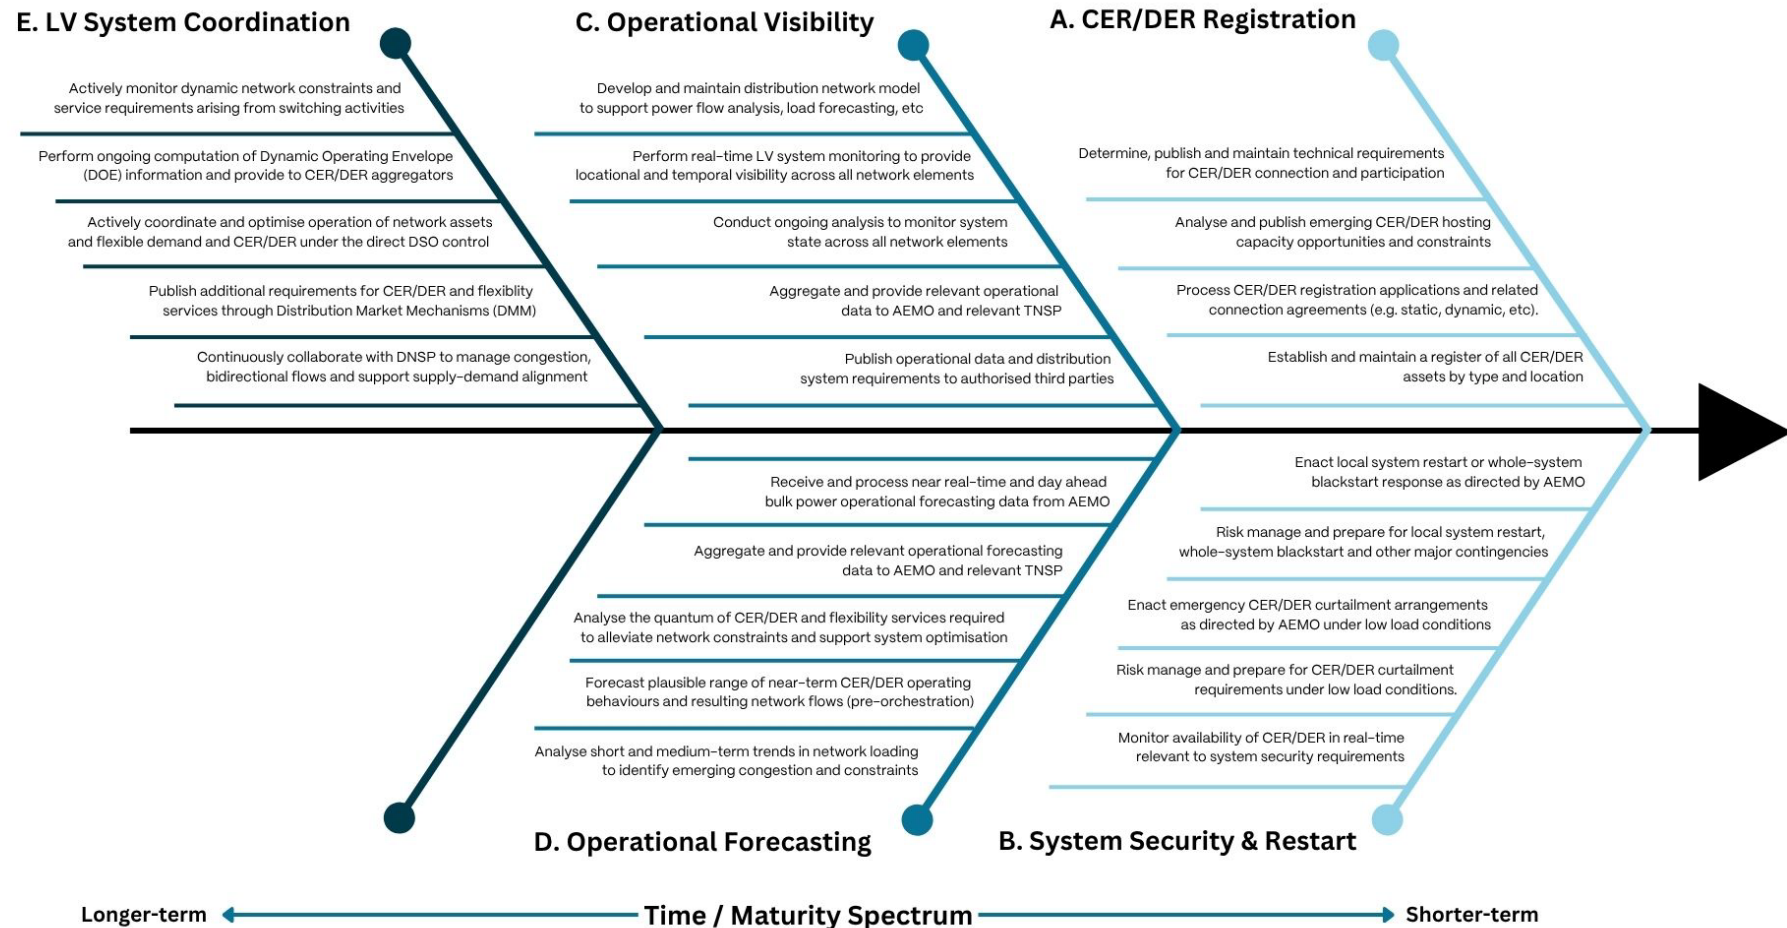 E. LV System Coordination
Actively monitor dynamic network constraints and
service requirements arising from switching activities
Perform ongoing computation of Dynamic Operating Envelope
(DOE) information and provide to CER/DER aggregators
Actively coordinate and optimise operation of network assets
and flexible demand and CER/DER under the direct DSO control
Publish additional requirements for CER/DER and flexiblity
services through Distribution Market Mechanisms (DMM)
Continuously collaborate with DNSP to manage congestion,
bidirectional flows and support supply-demand alignment
C. Operational Visibility
Develop and maintain distribution network model
to support power flow analysis, load forecasting, etc
Perform real-time LV system monitoring to provide
locational and temporal visibility across all network elements
Conduct ongoing analysis to monitor system
state across all network elements
Aggregate and provide relevant operational
data to AEMO and relevant TNSP
Publish operational data and distribution
system requirements to authorised third parties
A. CER/DER Registration
Determine, publish and maintain technical requirements
for CER/DER connection and participation
Analyse and publish emerging CER/DER hosting
capacity opportunities and constraints
Process CER/DER registration applications and related
connection agreements (e.g. static, dynamic, etc).
Establish and maintain a register of all CER/DER
assets by type and location
Receive and process near real-time and day ahead
bulk power operational forecasting data from AEMO
Aggregate and provide relevant operational forecasting
data to AEMO and relevant TNSP
Analyse the quantum of CER/DER and flexibility services required
to alleviate network constraints and support system optimisation
Forecast plausible range of near-term CER/DER operating
behaviours and resulting network flows (pre-orchestration)
Analyse short and medium-term trends in network loading
to identify emerging congestion and constraints
D. Operational Forecasting
Enact local system restart or whole-system
blackstart response as directed by AEMO
Risk manage and prepare for local system restart,
whole-system blackstart and other major contingencies
Enact emergency CER/DER curtailment arrangements
as directed by AEMO under low load conditions
Risk manage and prepare for CER/DER curtailment
requirements under low load conditions.
Monitor availability of CER/DER in real-time
relevant to system security requirements
B. System Security & Restart
Longer-term
Time / Maturity Spectrum
Shorter-term